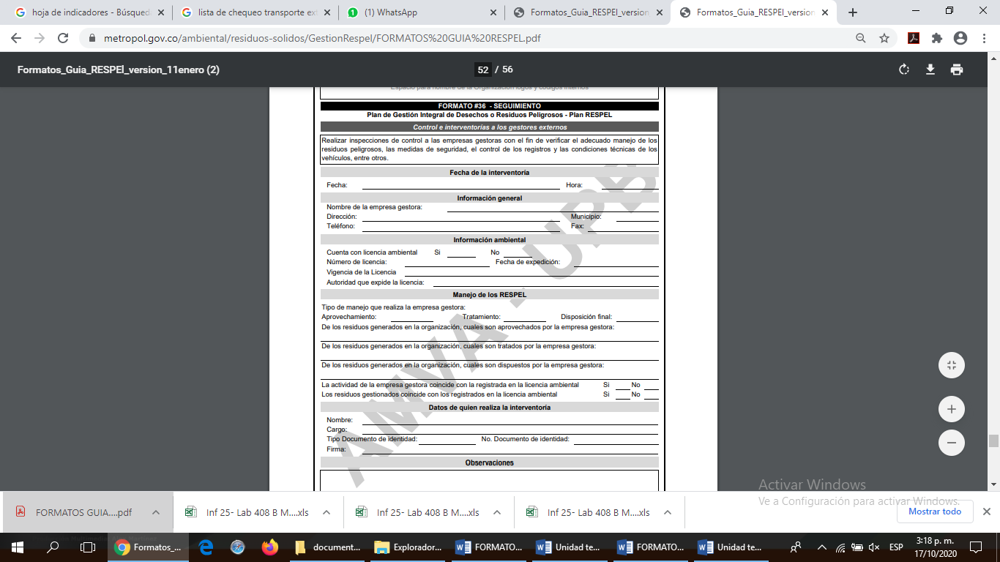 hoja de indicadores - Búsqued
lista de chequeo transporte ext
(1) WhatsApp
Formatos_Guia_RESPEl_version
Formatos_Guia_RESPEl_version
metropol.gov.co/ambiental/residuos-solidos/GestionRespel/FORMATOS%20GUIA%20RESPEL.pdf
Formatos_Guia_RESPEl_version_11enero (2)
52 / 56
Espacio para nombre de la Organización logos y codigos internos
FORMATO #36 - SEGUIMIENTO
Plan de Gestión Integral de Desechos o Residuos Peligrosos - Plan RESPEL
Control e interventorías a los gestores externos
Realizar inspecciones de control a las empresas gestoras con el fin de verificar el adecuado manejo de los
residuos peligrosos, las medidas de seguridad, el control de los registros y las condiciones técnicas de los
vehículos, entre otros.
Fecha de la interventoría
Fecha: Hora:
Información general
Nombre de la empresa gestora:
Dirección: Municipio:
Teléfono: Fax:
Información ambiental
Cuenta con licencia ambiental Si No
Número de licencia: Fecha de expedición:
Vigencia de la Licencia
Autoridad que expide la licencia:
Manejo de los RESPEL
Tipo de manejo que realiza la empresa gestora:
Aprovechamiento: Tratamiento: Disposición final:
De los residuos generados en la organización, cuales son aprovechados por la empresa gestora:
De los residuos generados en la organización, cuales son tratados por la empresa gestora:
De los residuos generados en la organización, cuales son dispuestos por la empresa gestora:
La actividad de la empresa gestora coincide con la registrada en la licencia ambiental Si No
Los residuos gestionados coincide con los registrados en la licencia ambiental Si No
Datos de quien realiza la interventoría
Nombre:
Cargo:
Tipo Documento de identidad: No. Documento de identidad:
Firma:
Observaciones
AMVA - UPB
Activar Windows
Ve a Configuración para activar Windows.
FORMATOS GUIA....pdf
Inf 25- Lab 408 B M....xls
Inf 25- Lab 408 B M....xls
Inf 25- Lab 408 B M....xls
Mostrar todo
Formatos_...
document...
Explorador...
FORMATO...
Unidad te...
FORMATO...
Unidad te...
ESP
3:18 p. m.
17/10/2020